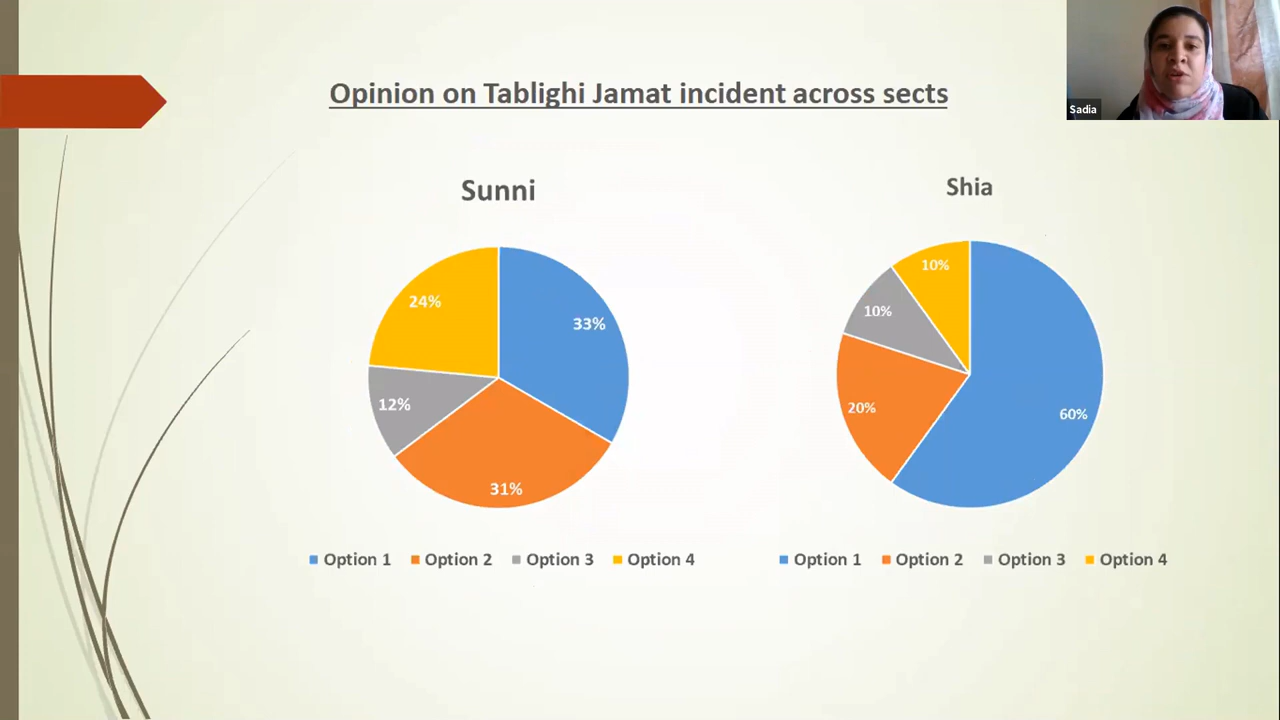 Opinion on Tablighi Jamat incident across sects
Sadia
Sunni
24%
33%
12%
31%
Option 1 Option 2 Option 3 Option 4
Shia
10%
10%
20%
60%
Option 1 Option 2 Option 3 Option 4